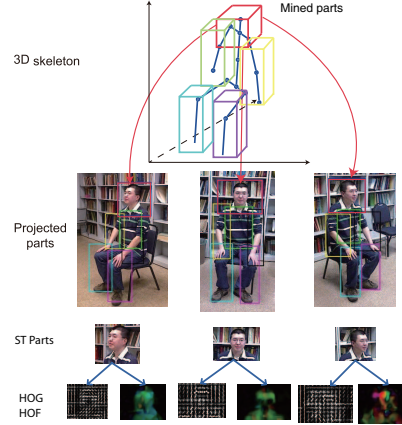 Mined parts
3D skeleton
Projected
parts
ST Parts
HOG
HOF